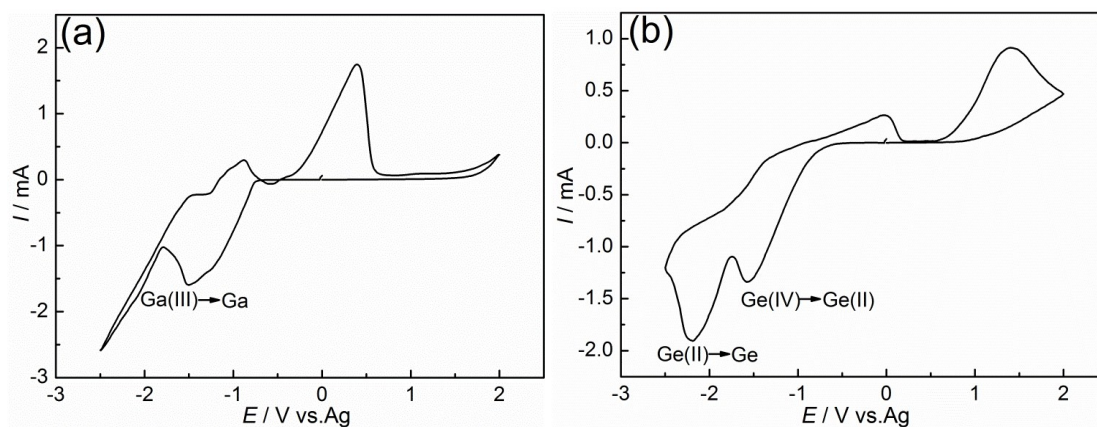 (a)
2
1
0
-1
-2
-3
I / mA
Ga(III)→Ga
-3 -2 -1 0 1 2
E / V vs.Ag
(b)
1.0
0.5
0.0
-0.5
-1.0
-1.5
-2.0
I / mA
Ge(IV)→Ge(II)
Ge(II)→Ge
-3 -2 -1 0 1 2
E / V vs.Ag